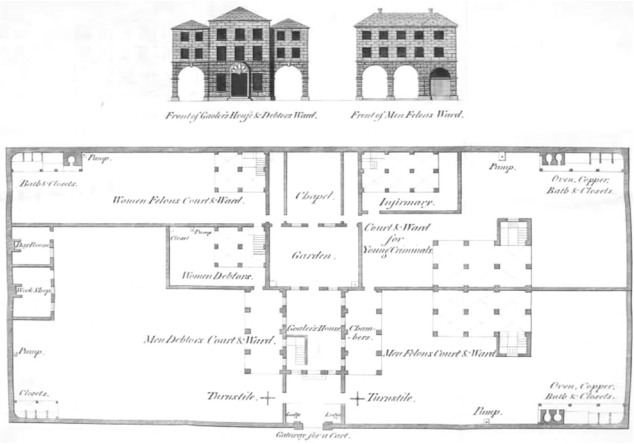 Front of Gaoler's House & Debtors Ward.
Front of Men Felons Ward.
Pump.
Bath & Closets.
Women Felons Court & Ward.
Chapel.
Infirmary.
Pump.
Oven, Copper,
Bath & Closets.
Court & Ward
for
Young Criminals.
Closet
Pump
Women Debtors.
Garden.
Day Room
Work Shop.
Men Debtors Court & Ward.
Gaoler's House
Cham-
bers.
Men Felons Court & Ward
Pump.
Closets.
Turnstile.
Turnstile.
Lodge
Lodge
Oven, Copper,
Bath & Closets.
Pump.
Gateway for a Cart.